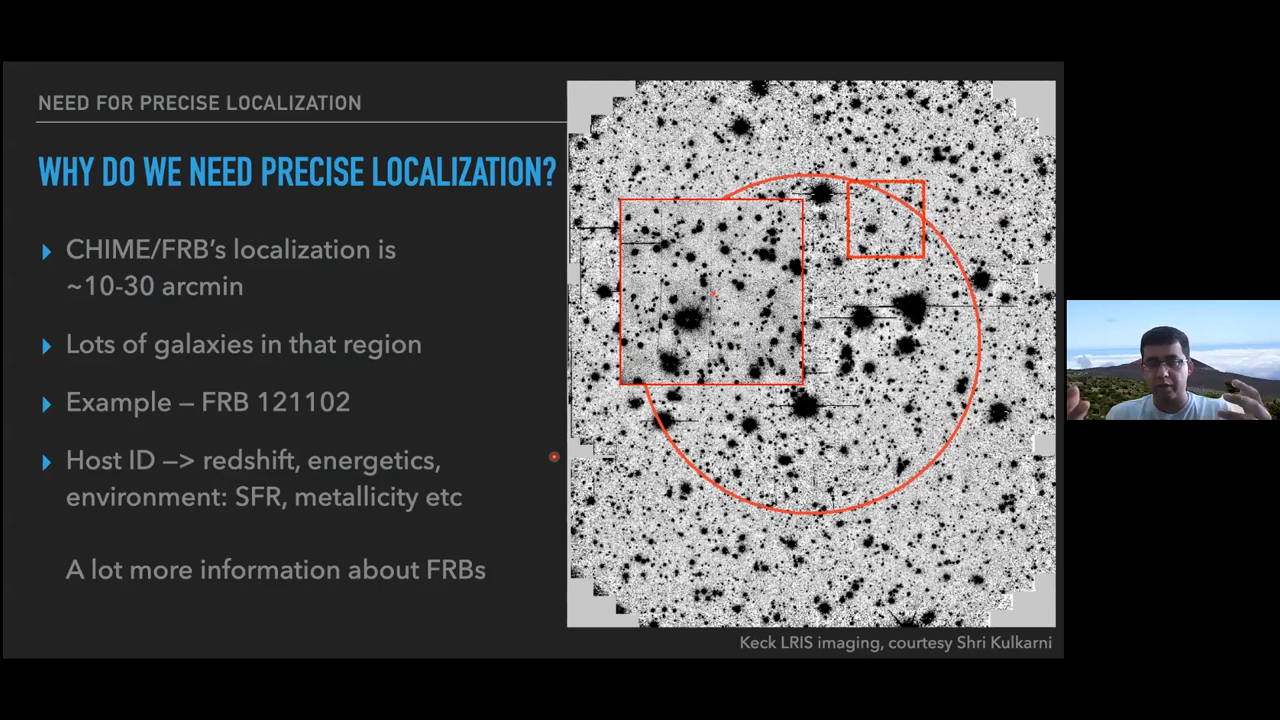 NEED FOR PRECISE LOCALIZATION
WHY DO WE NEED PRECISE LOCALIZATION?
CHIME/FRB's localization is
~10-30 arcmin
Lots of galaxies in that region
Example – FRB 121102
Host ID —> redshift, energetics,
environment: SFR, metallicity etc
A lot more information about FRBs
Keck LRIS imaging, courtesy Shri Kulkarni